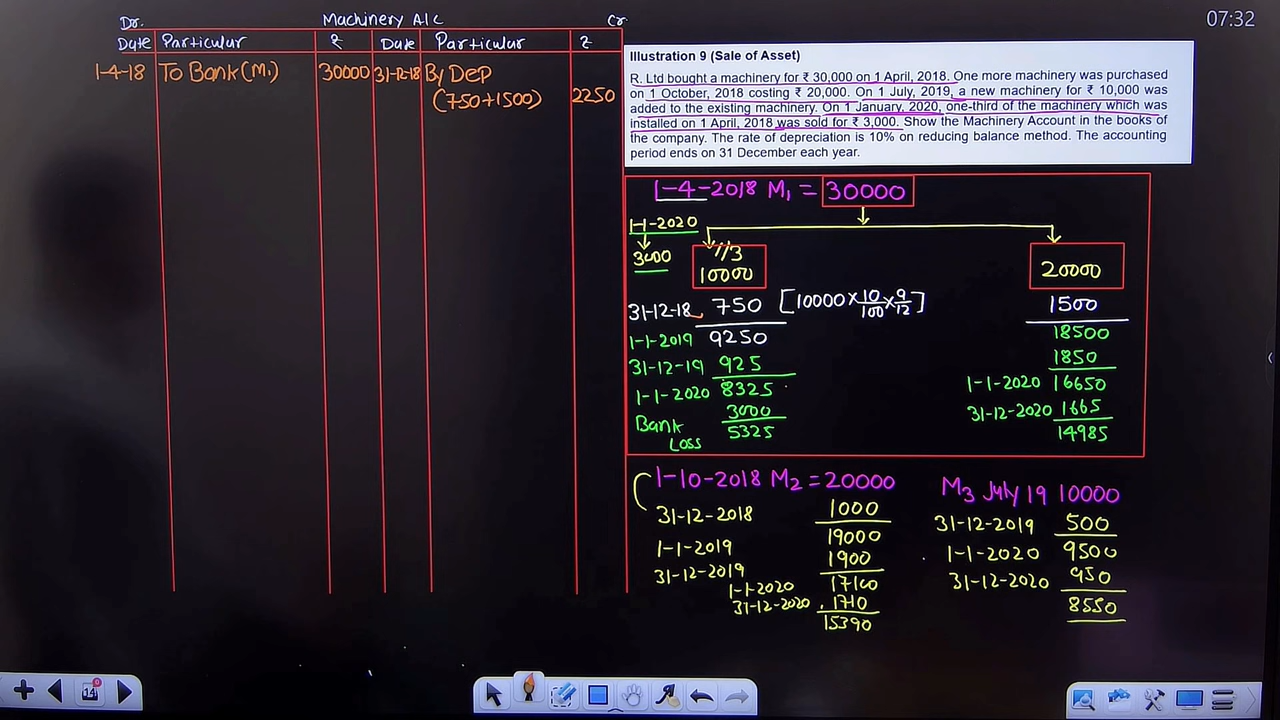 07:32
Dr. Machinery A/c Cr.
Date Particular ₹ Date Particular ₹
1-4-18 To Bank (M₁) 30000 31-12-18 By Dep
(750+1500) 2250
Illustration 9 (Sale of Asset)
R. Ltd bought a machinery for ₹ 30,000 on 1 April, 2018. One more machinery was purchased
on 1 October, 2018 costing ₹ 20,000. On 1 July, 2019, a new machinery for ₹ 10,000 was
added to the existing machinery. On 1 January, 2020, one-third of the machinery which was
installed on 1 April, 2018 was sold for ₹ 3,000. Show the Machinery Account in the books of
the company. The rate of depreciation is 10% on reducing balance method. The accounting
period ends on 31 December each year.
1-4-2018 M₁ = 30000
1-1-2020
3000
1/3
10000
20000
31-12-18 750 [10000 × 10/100 × 9/12]
1-1-2019 9250
31-12-19 925
1-1-2020 8325
Bank 3000
Loss 5325
1500
18500
1850
1-1-2020 16650
31-12-2020 1665
14985
1-10-2018 M₂ = 20000
31-12-2018 1000
1-1-2019 19000
31-12-2019 1900
1-1-2020 17100
31-12-2020 1710
15390
M₃ July 19 10000
31-12-2019 500
1-1-2020 9500
31-12-2020 950
8550
14